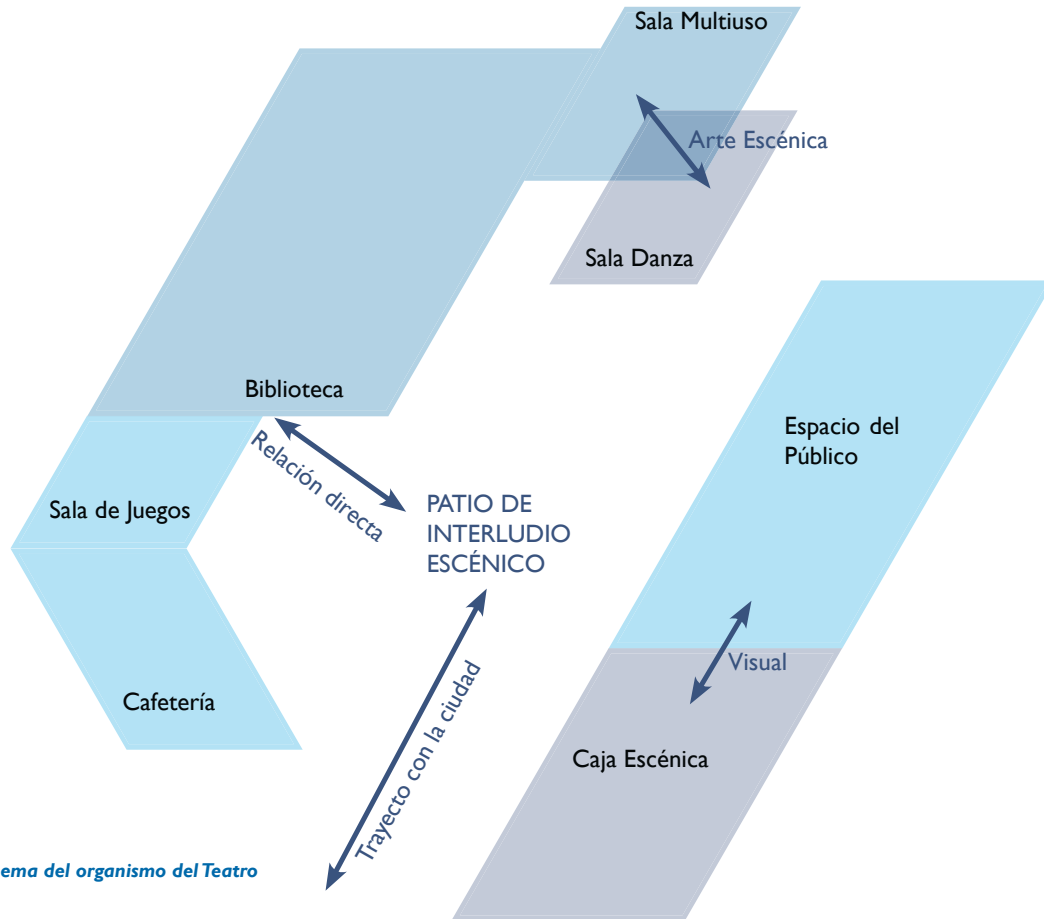 Sala Multiuso
Arte Escénica
Sala Danza
Biblioteca
Relación directa
Espacio del
Público
Sala de Juegos
PATIO DE
INTERLUDIO
ESCÉNICO
Visual
Cafetería
Trayecto con la ciudad
Caja Escénica
del organismo del Teatro